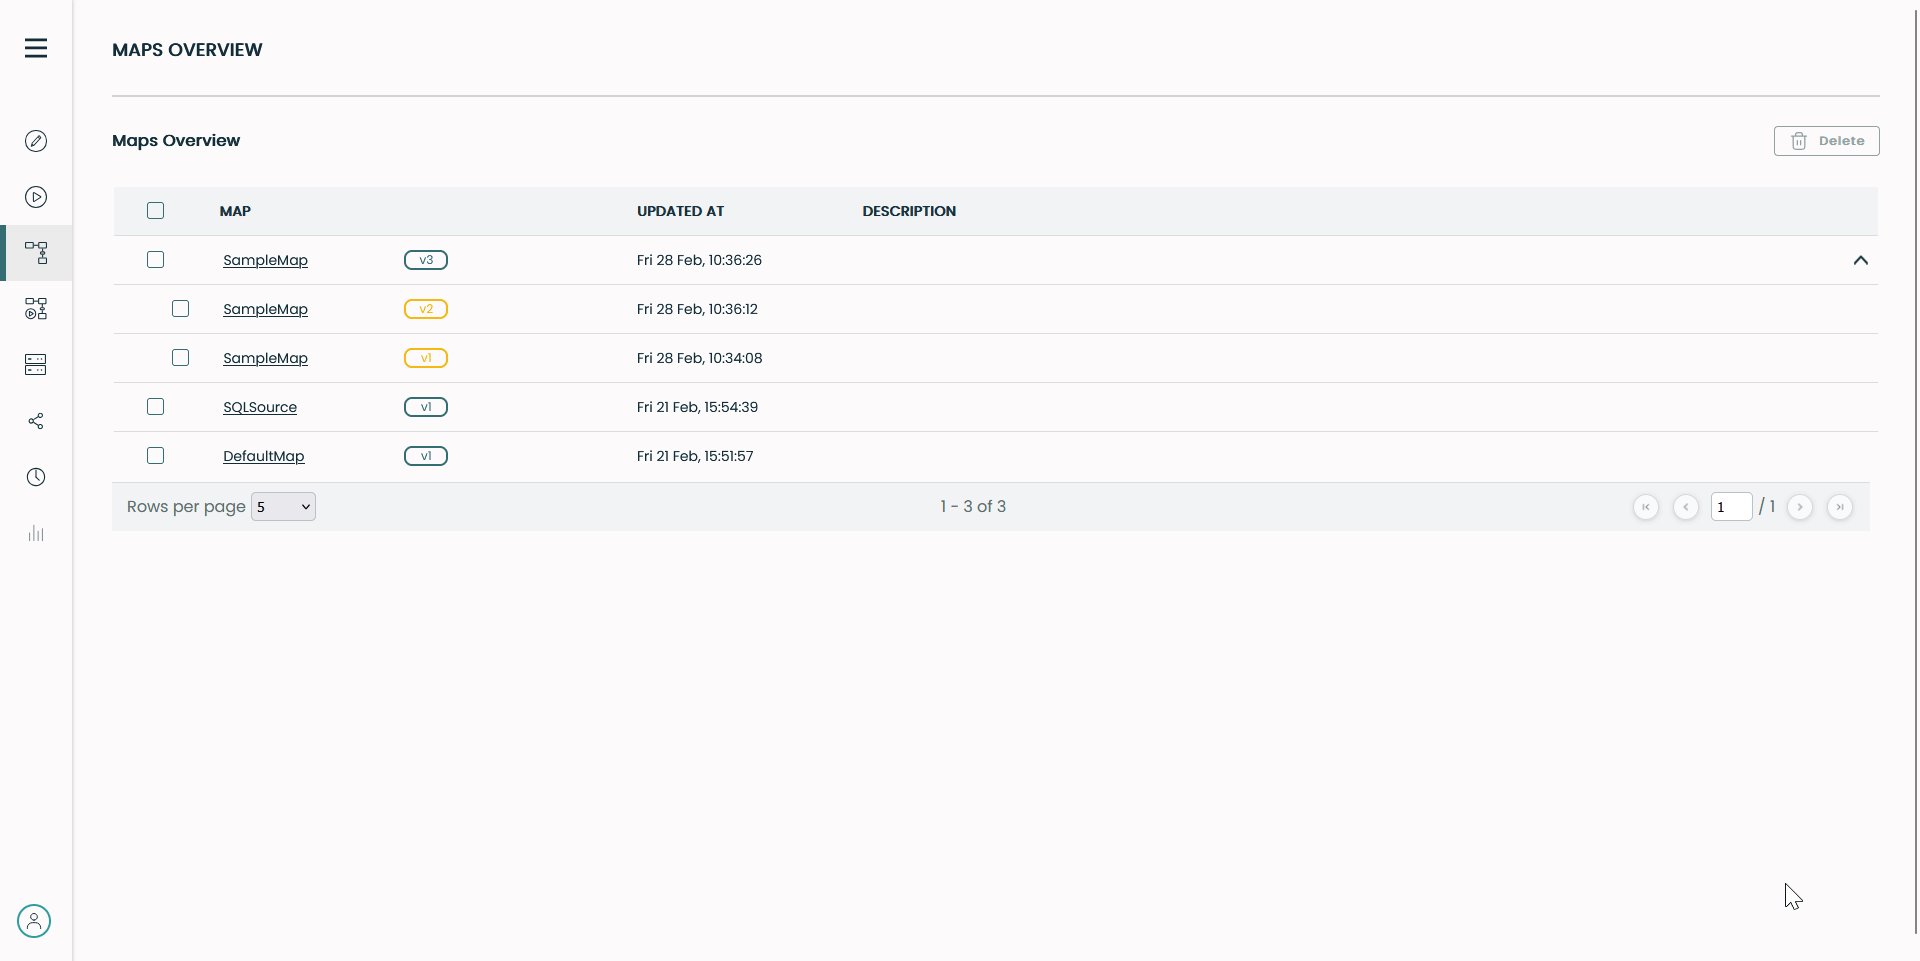 MAPS OVERVIEW
Maps Overview
Delete
MAP UPDATED AT DESCRIPTION
SampleMap v3 Fri 28 Feb, 10:36:26
SampleMap v2 Fri 28 Feb, 10:36:12
SampleMap v1 Fri 28 Feb, 10:34:08
SQLSource v1 Fri 21 Feb, 15:54:39
DefaultMap v1 Fri 21 Feb, 15:51:57
Rows per page 5 1 - 3 of 3 1 / 1